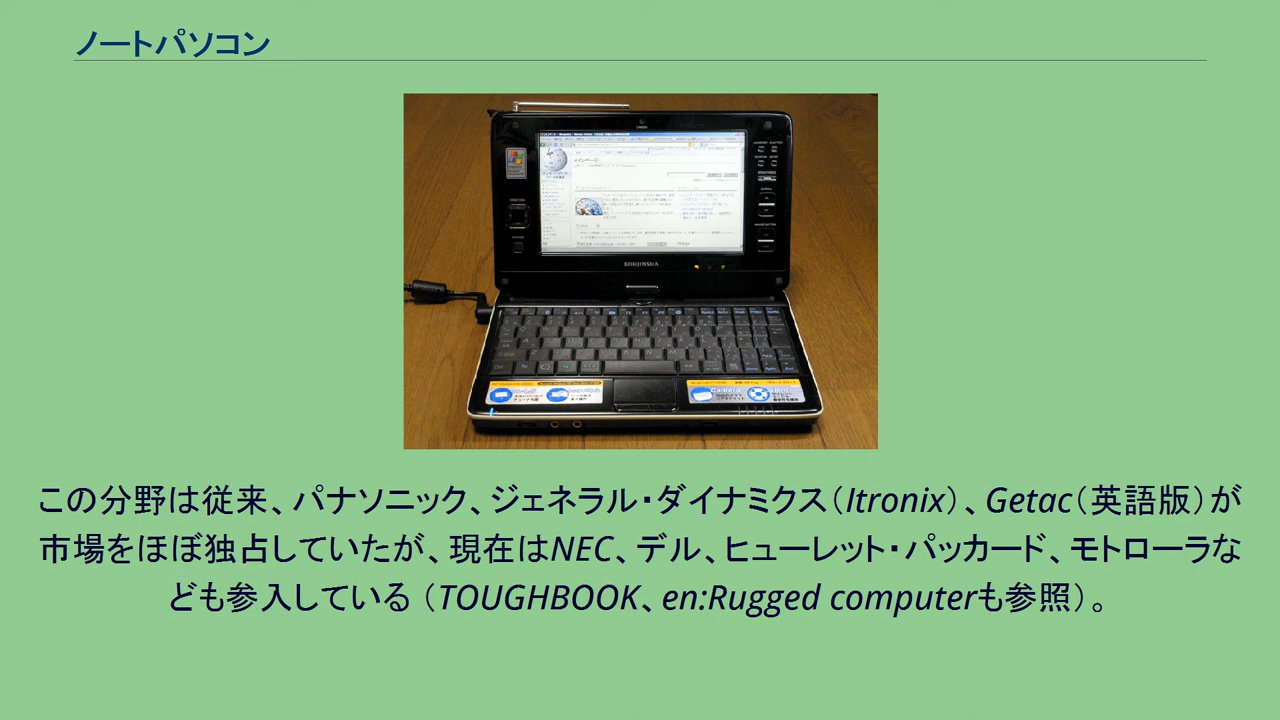 ノートパソコン
KOHJINSHA
この分野は従来、パナソニック、ジェネラル・ダイナミクス（Itronix）、Getac（英語版）が
市場をほぼ独占していたが、現在はNEC、デル、ヒューレット・パッカード、モトローラな
ども参入している （TOUGHBOOK、en:Rugged computerも参照）。